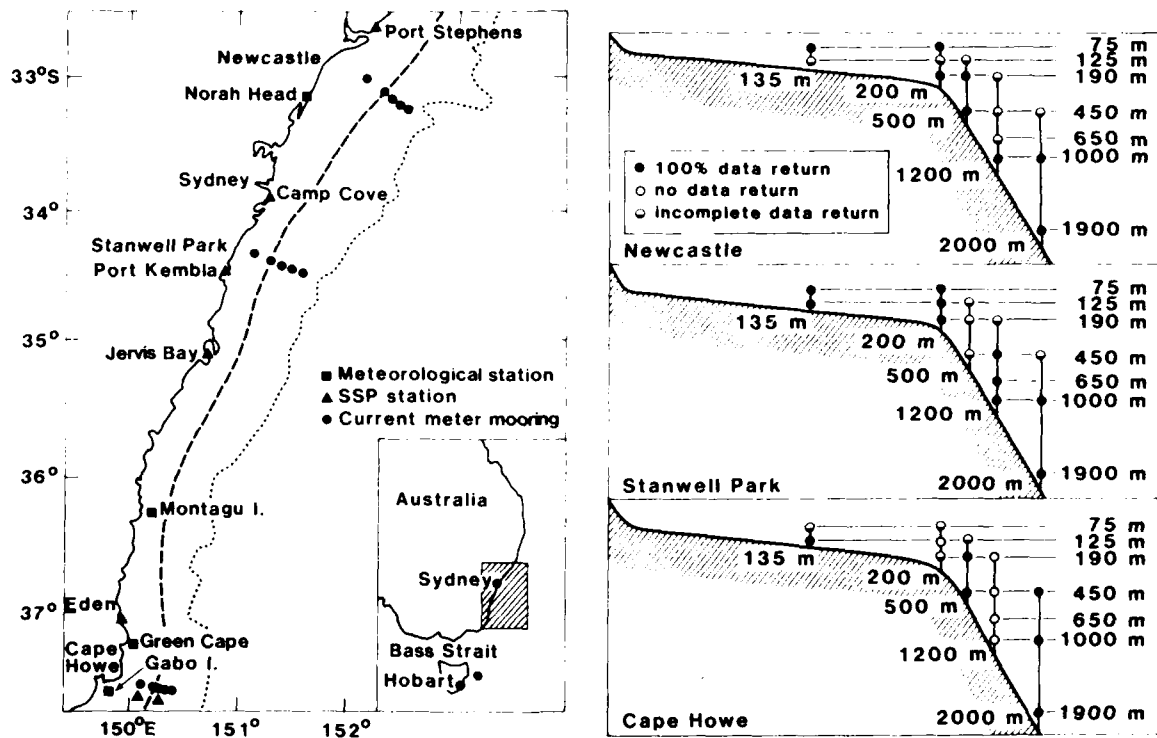 Port Stephens
Newcastle
33°S
Norah Head
Sydney
Camp Cove
34°
Stanwell Park
Port Kembla
35°
Jervis Bay
■ Meteorological station
▲ SSP station
● Current meter mooring
36°
Montagu I.
Australia
Sydney
37°
Eden
Green Cape
Cape
Howe
Gabo I.
Bass Strait
Hobart
150°E
151°
152°
75 m
125 m
190 m
135 m
200 m
450 m
500 m
650 m
1000 m
1200 m
● 100% data return
○ no data return
◒ incomplete data return
1900 m
2000 m
Newcastle
75 m
125 m
190 m
135 m
200 m
450 m
500 m
650 m
1000 m
1200 m
1900 m
2000 m
Stanwell Park
75 m
125 m
190 m
135 m
200 m
450 m
500 m
650 m
1000 m
1200 m
1900 m
2000 m
Cape Howe